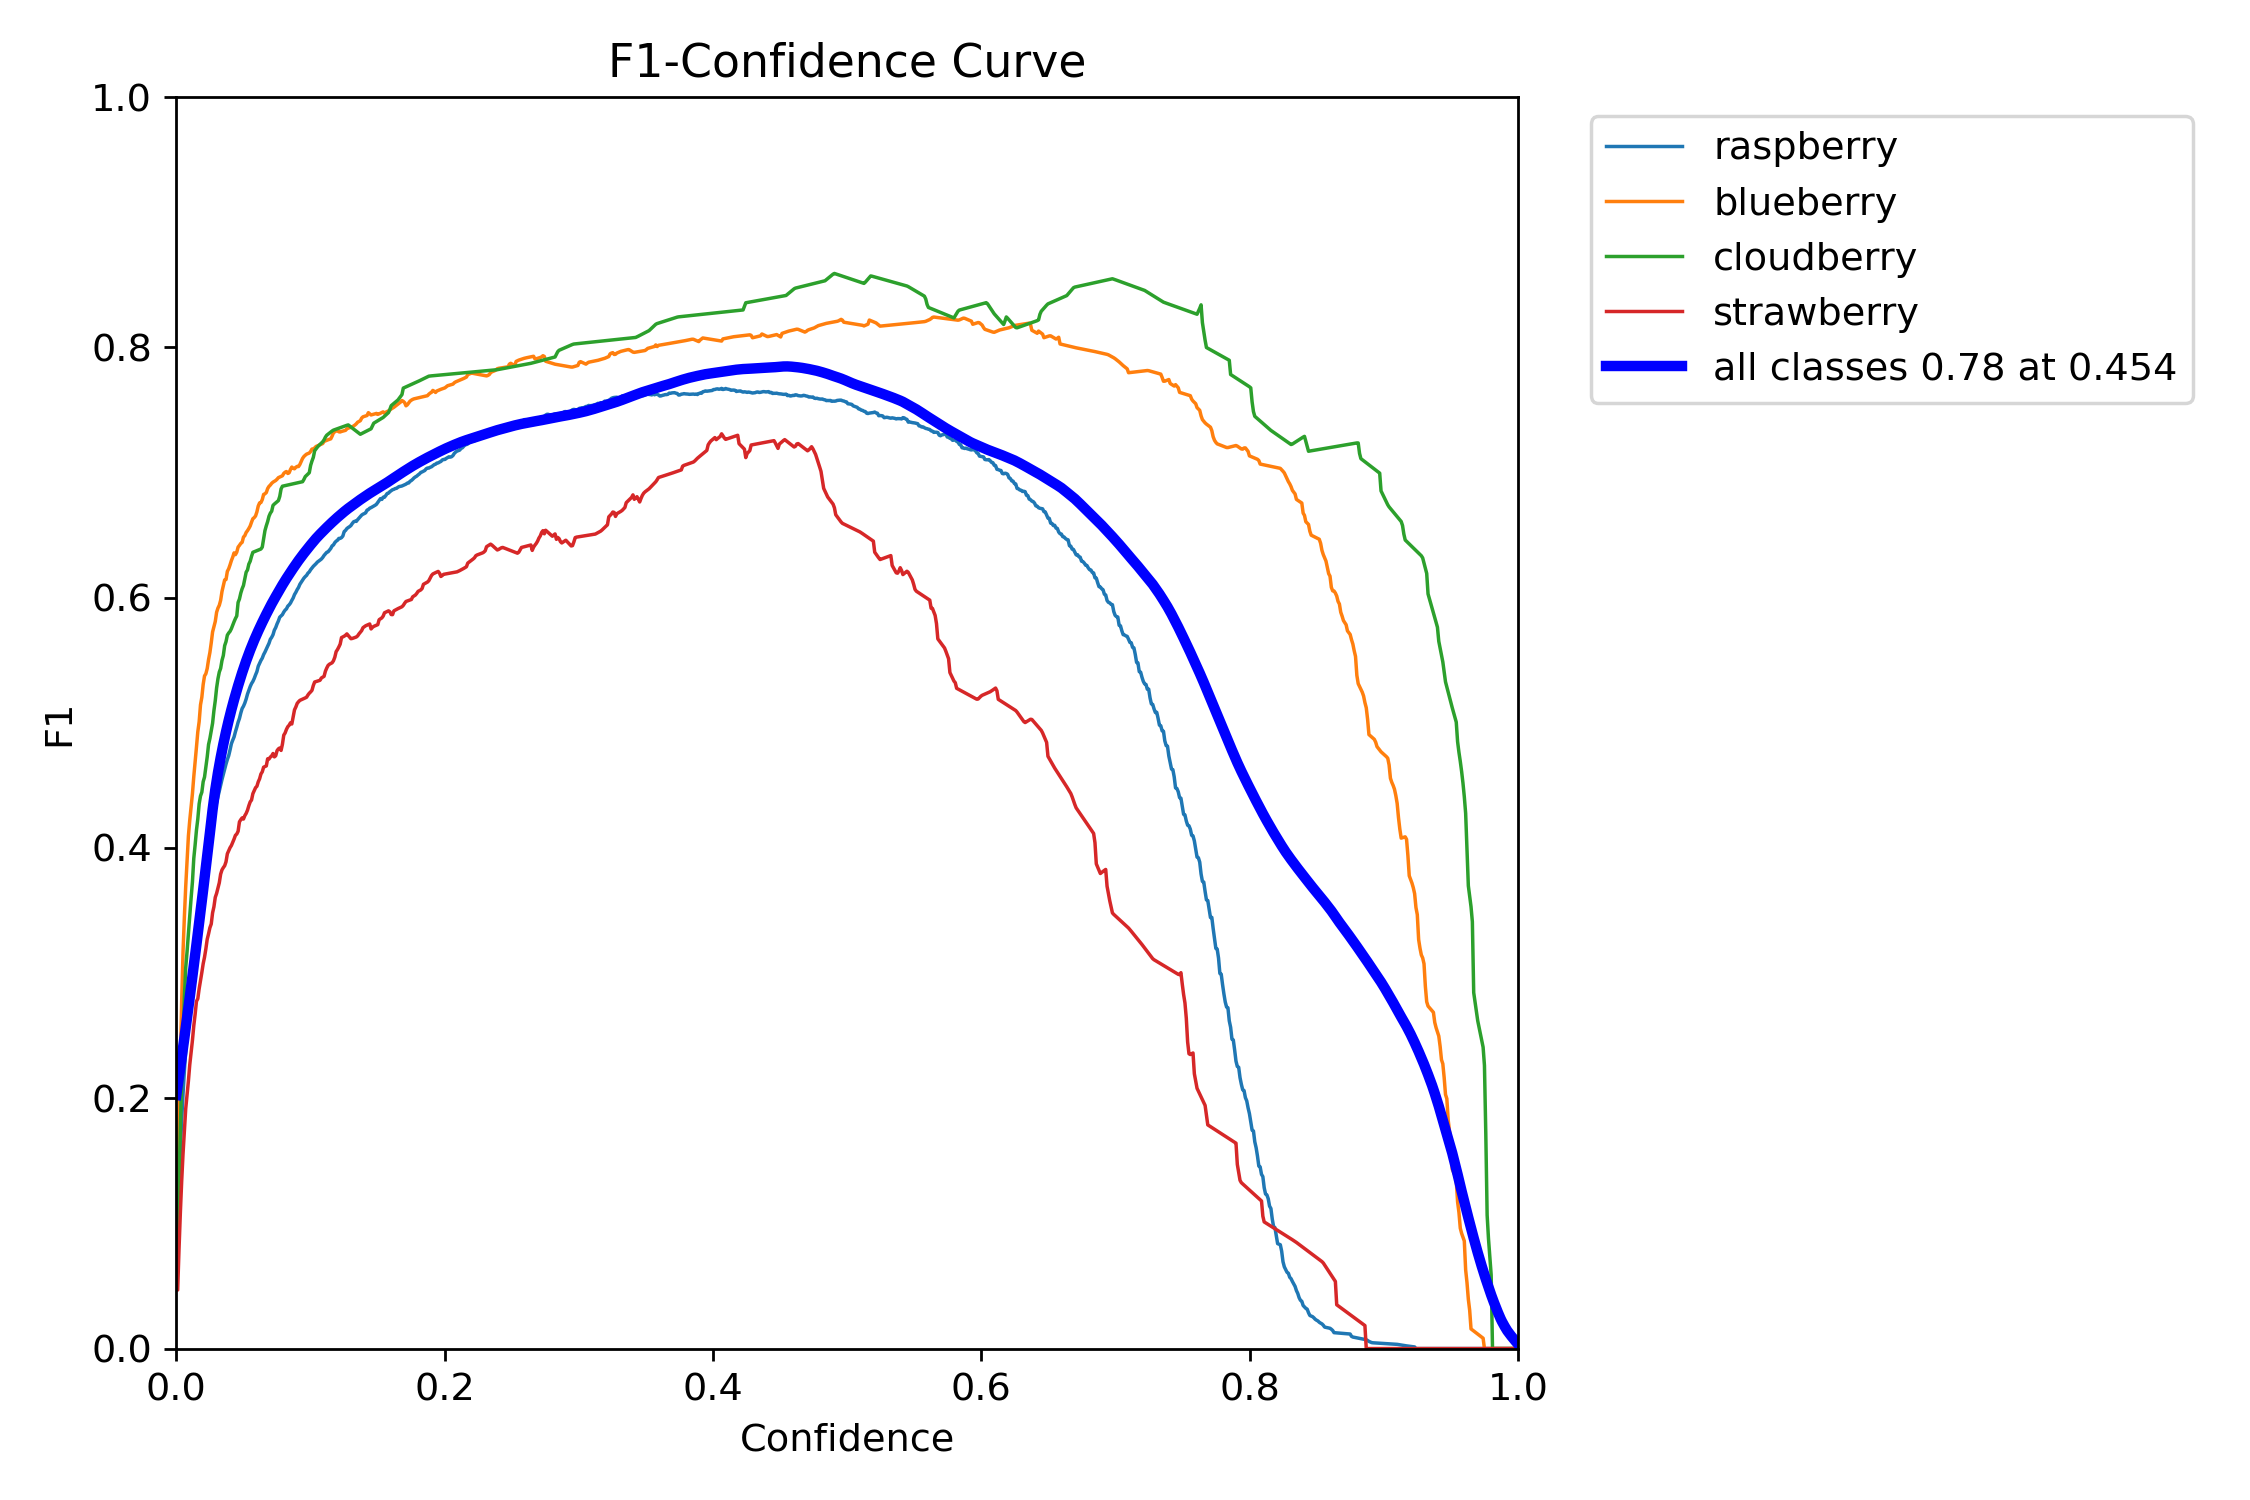 F1-Confidence Curve
1.0
0.8
0.6
0.4
0.2
0.0
F1
0.0 0.2 0.4 0.6 0.8 1.0
Confidence
raspberry
blueberry
cloudberry
strawberry
all classes 0.78 at 0.454